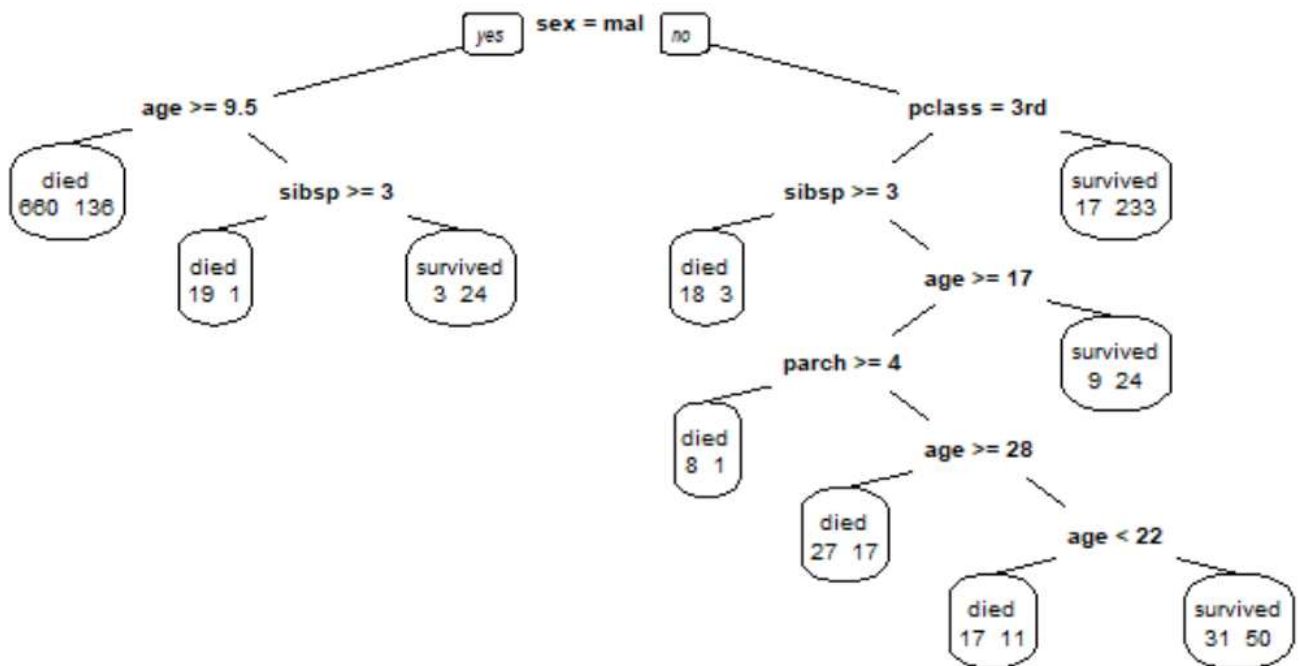 yes sex = mal no
age >= 9.5 pclass = 3rd
died
660 136
sibsp >= 3 sibsp >= 3
survived
17 233
died
19 1
survived
3 24
died
18 3
age >= 17
parch >= 4
survived
9 24
died
8 1
age >= 28
died
27 17
age < 22
died
17 11
survived
31 50